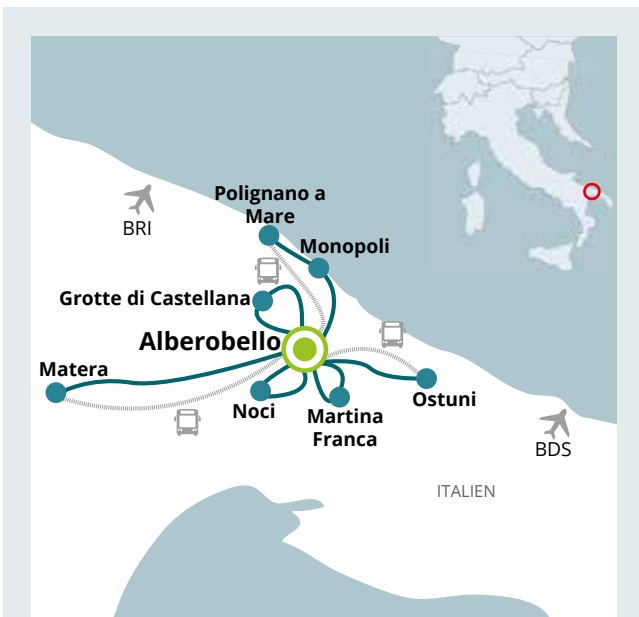 Polignano a
Mare
BRI
Monopoli
Grotte di Castellana
Alberobello
Matera
Noci
Martina
Franca
Ostuni
BDS
ITALIEN